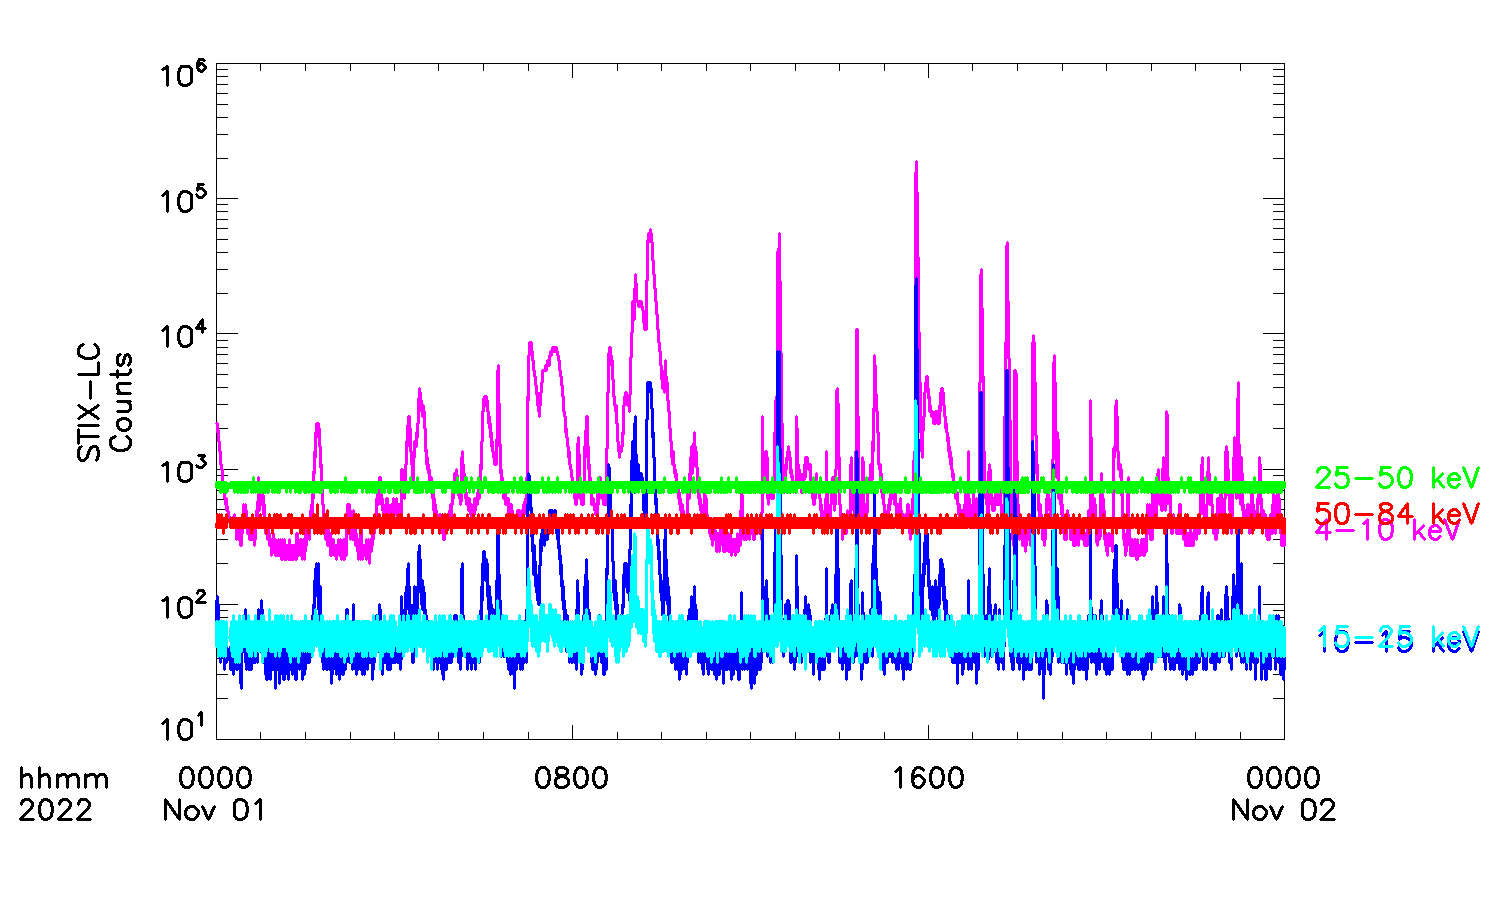 10^6
10^5
10^4
10^3
10^2
10^1
STIX-LC
Counts
25-50 keV
50-84 keV
4-10 keV
15-25 keV
10-15 keV
hhmm 0000 0800 1600 0000
2022 Nov 01 Nov 02